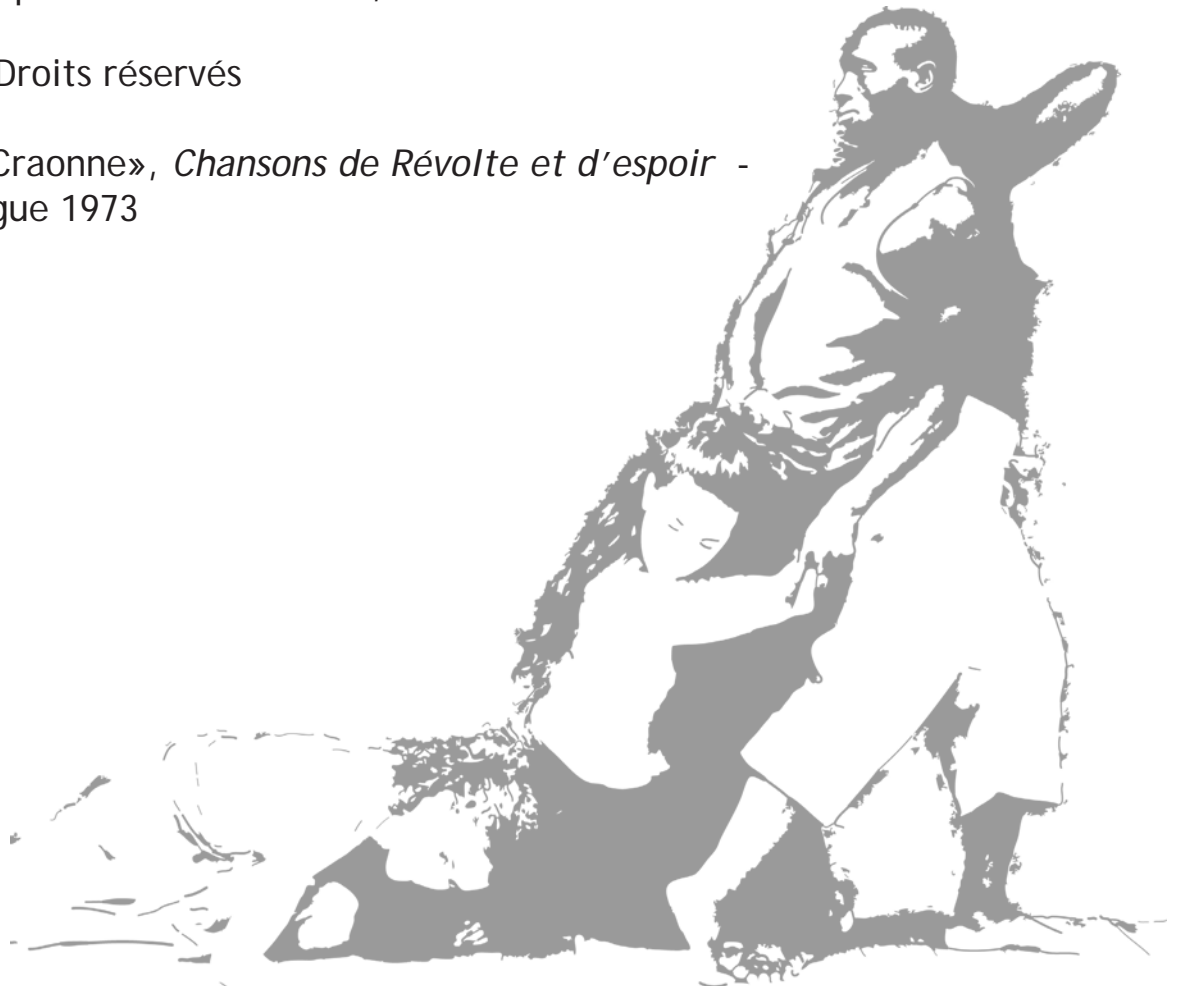 Droits réservés
Craonne», Chansons de Révolte et d'espoir -
gue 1973